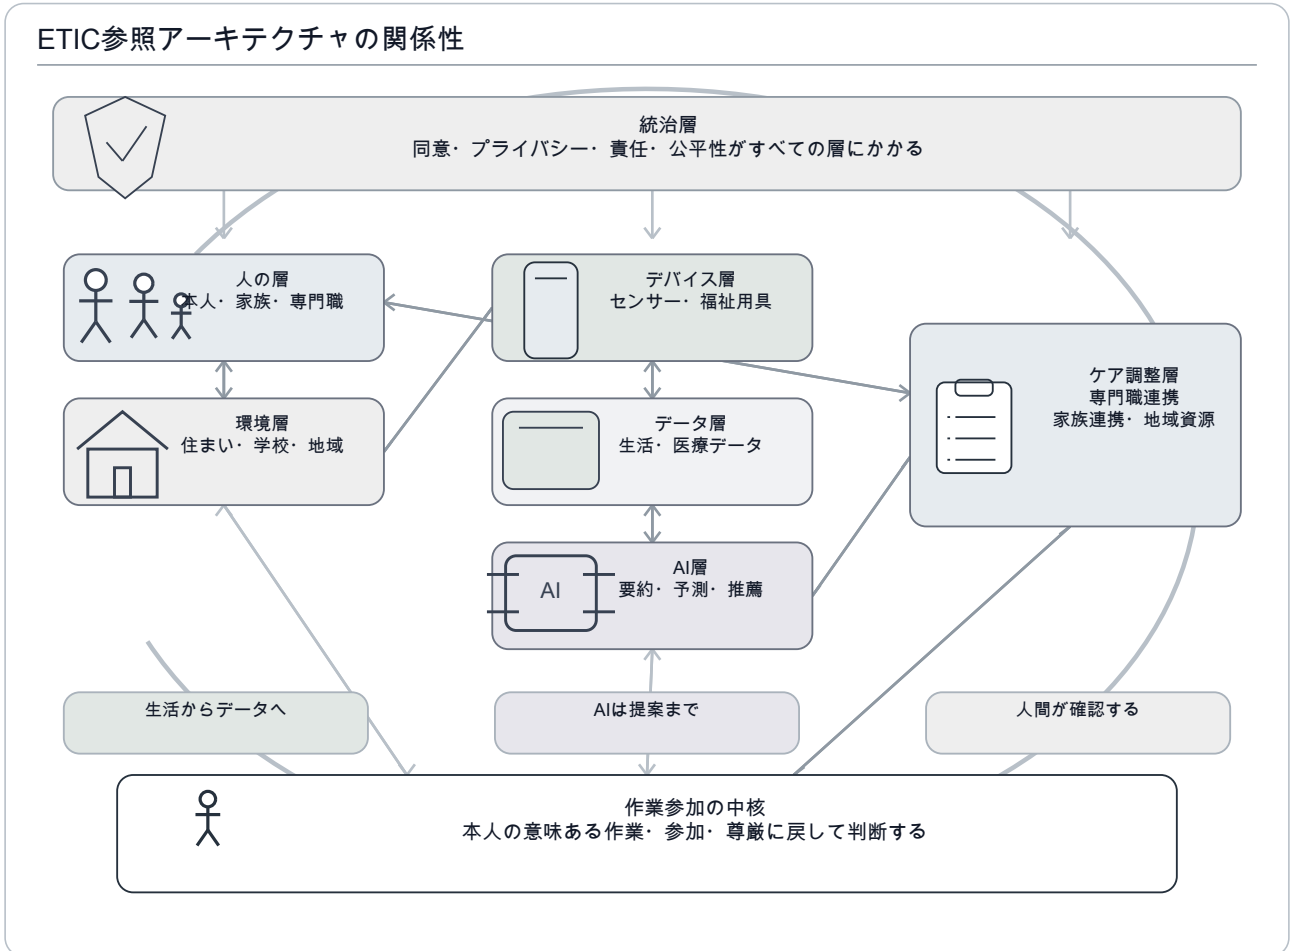 ETIC参照アーキテクチャの関係性
統治層
同意・プライバシー・責任・公平性がすべての層にかかる
人の層
本人・家族・専門職
デバイス層
センサー・福祉用具
ケア調整層
専門職連携
家族連携・地域資源
環境層
住まい・学校・地域
データ層
生活・医療データ
AI層
要約・予測・推薦
AI
生活からデータへ
AIは提案まで
人間が確認する
作業参加の中核
本人の意味ある作業・参加・尊厳に戻して判断する